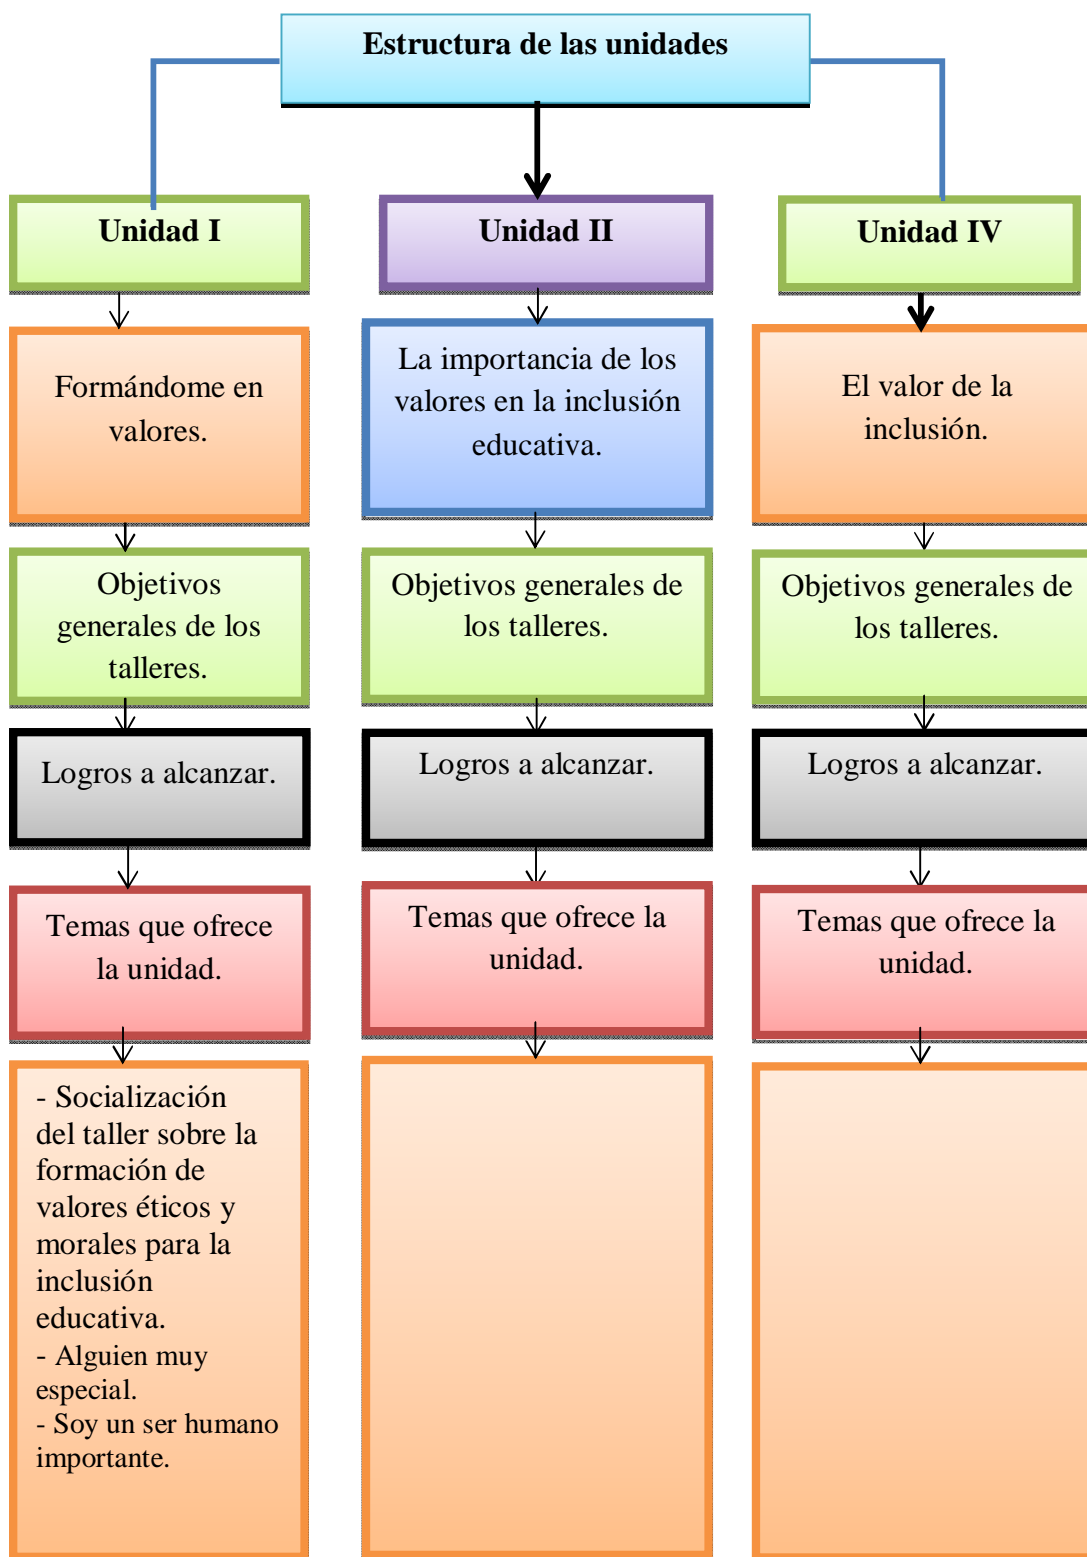 Estructura de las unidades
Unidad I
Formándome en
valores.
Objetivos
generales de los
talleres.
Logros a alcanzar.
Temas que ofrece
la unidad.
- Socialización
del taller sobre la
formación de
valores éticos y
morales para la
inclusión
educativa.
- Alguien muy
especial.
- Soy un ser humano
importante.
Unidad II
La importancia de los
valores en la inclusión
educativa.
Objetivos generales de
los talleres.
Logros a alcanzar.
Temas que ofrece la
unidad.
Unidad IV
El valor de la
inclusión.
Objetivos generales de
los talleres.
Logros a alcanzar.
Temas que ofrece la
unidad.